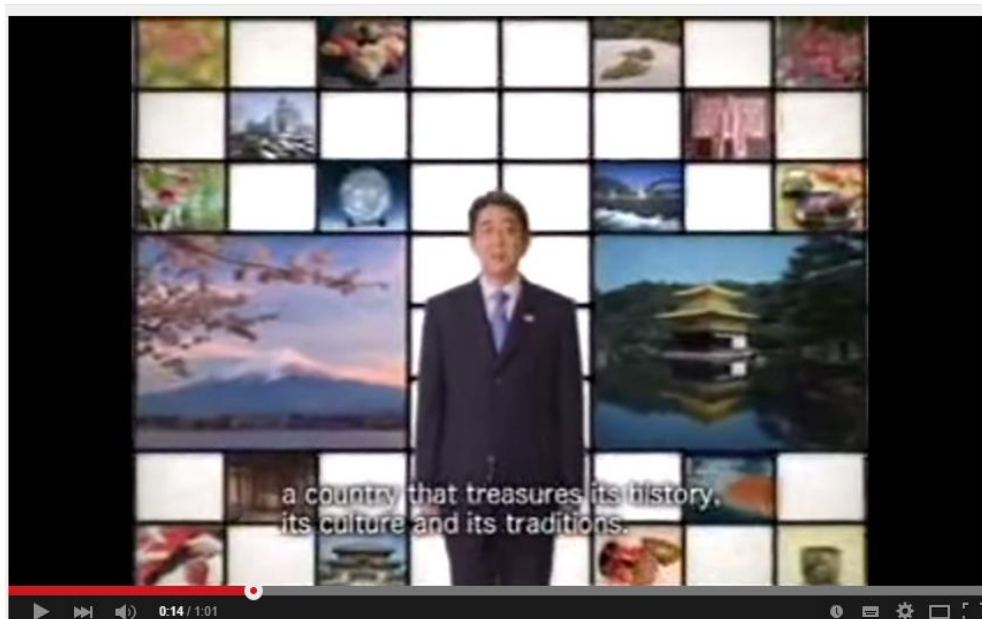 a country that treasures its history,
its culture and its traditions.
0:14 / 1:01